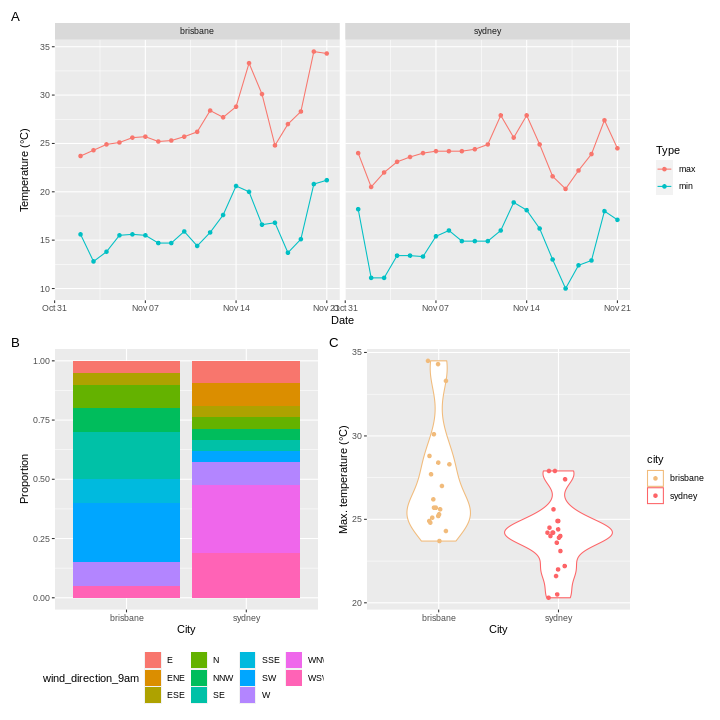 A
brisbane
sydney
35
30
25
20
15
10
Temperature (°C)
Oct 31
Nov 07
Nov 14
Nov 21
Oct 31
Nov 07
Nov 14
Nov 21
Date
Type
max
min
B
1.00
0.75
0.50
0.25
0.00
Proportion
brisbane
sydney
City
wind_direction_9am
E
ENE
ESE
N
NNW
SE
SSE
SW
W
WN
WS
C
35
30
25
20
Max. temperature (°C)
brisbane
sydney
City
city
brisbane
sydney